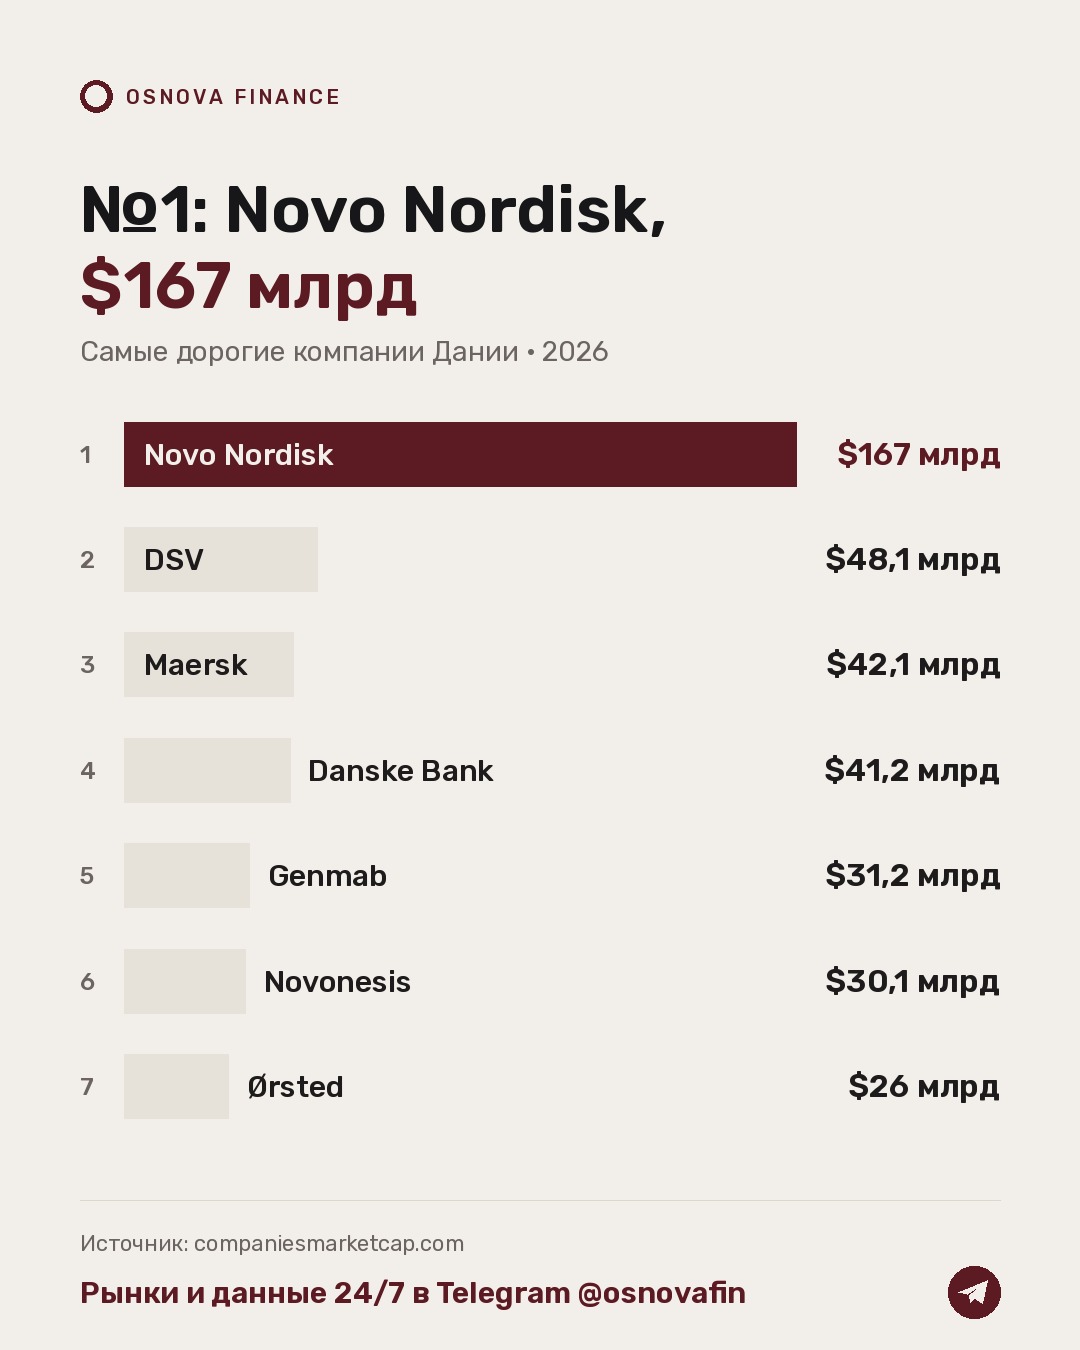 OSNOVA FINANCE
№1: Novo Nordisk,
$167 млрд
Самые дорогие компании Дании • 2026
1 Novo Nordisk $167 млрд
2 DSV $48,1 млрд
3 Maersk $42,1 млрд
4 Danske Bank $41,2 млрд
5 Genmab $31,2 млрд
6 Novonesis $30,1 млрд
7 Ørsted $26 млрд
Источник: companiesmarketcap.com
Рынки и данные 24/7 в Telegram @osnovafin